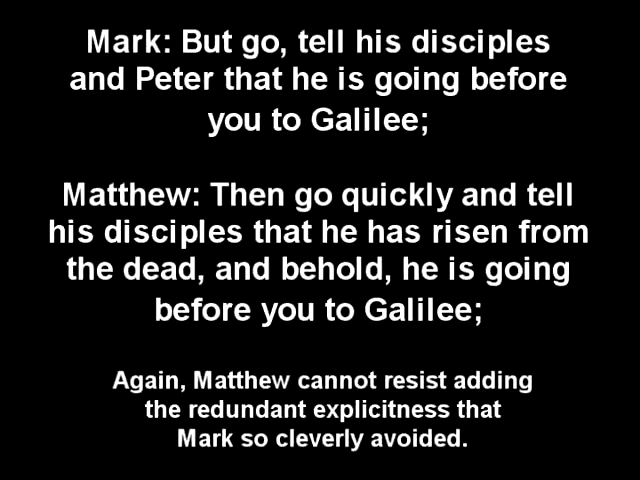 Mark: But go, tell his disciples
and Peter that he is going before
you to Galilee;
Matthew: Then go quickly and tell
his disciples that he has risen from
the dead, and behold, he is going
before you to Galilee;
Again, Matthew cannot resist adding
the redundant explicitness that
Mark so cleverly avoided.